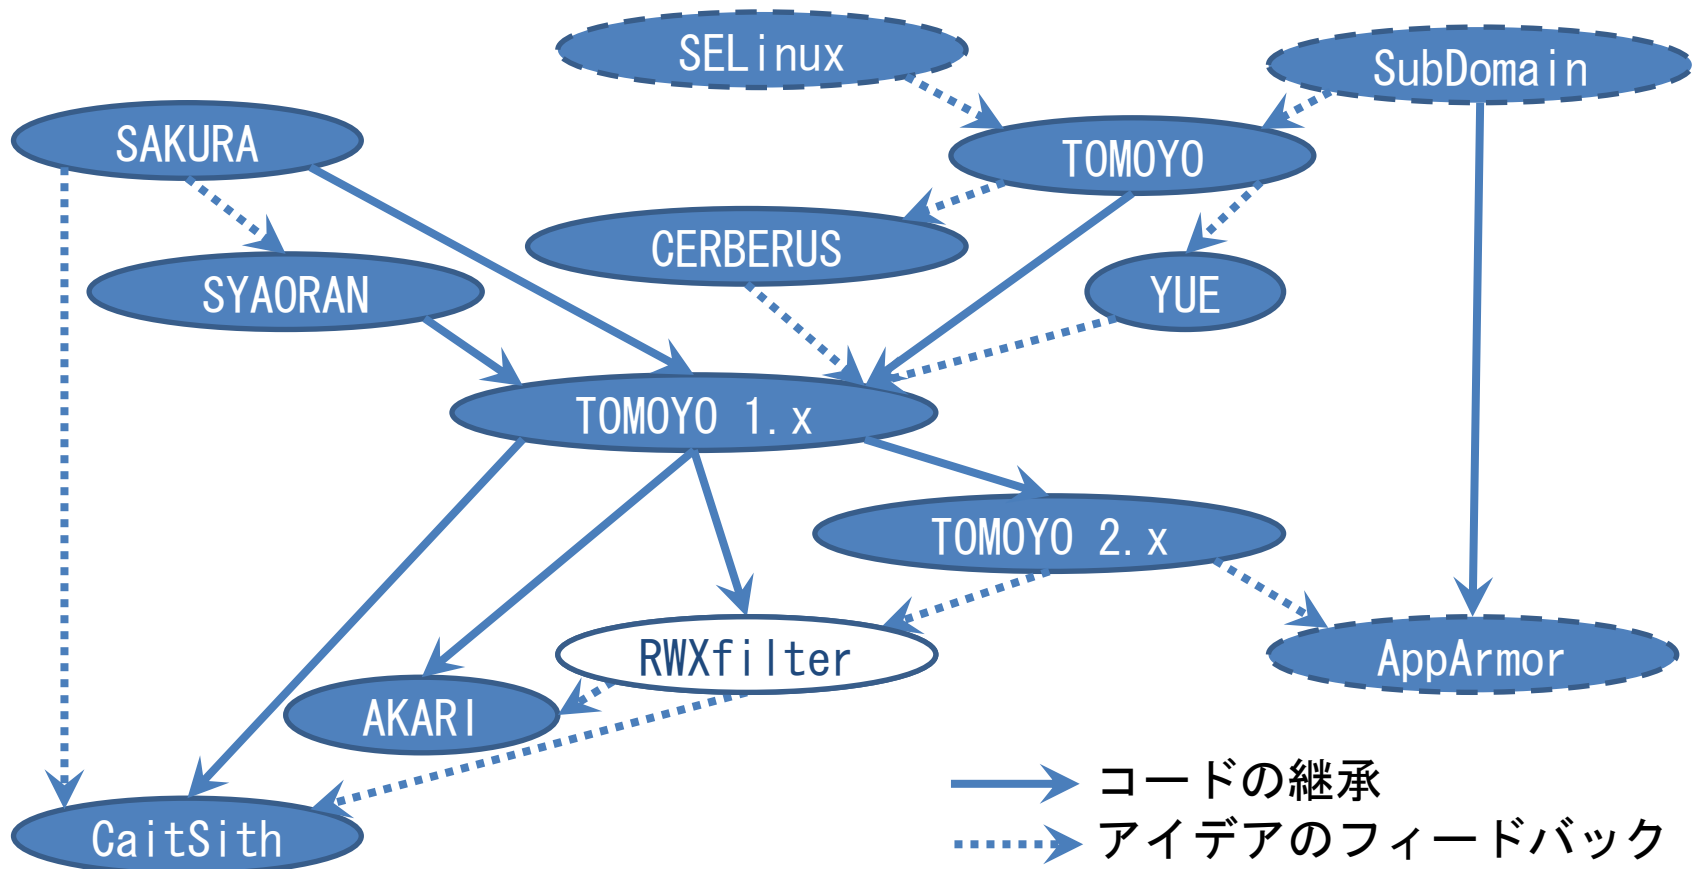 SELinux
SubDomain
SAKURA
TOMOYO
CERBERUS
SYAORAN
YUE
TOMOYO 1.x
TOMOYO 2.x
RWXfilter
AppArmor
AKARI
コードの継承
CaitSith
アイデアのフィードバック